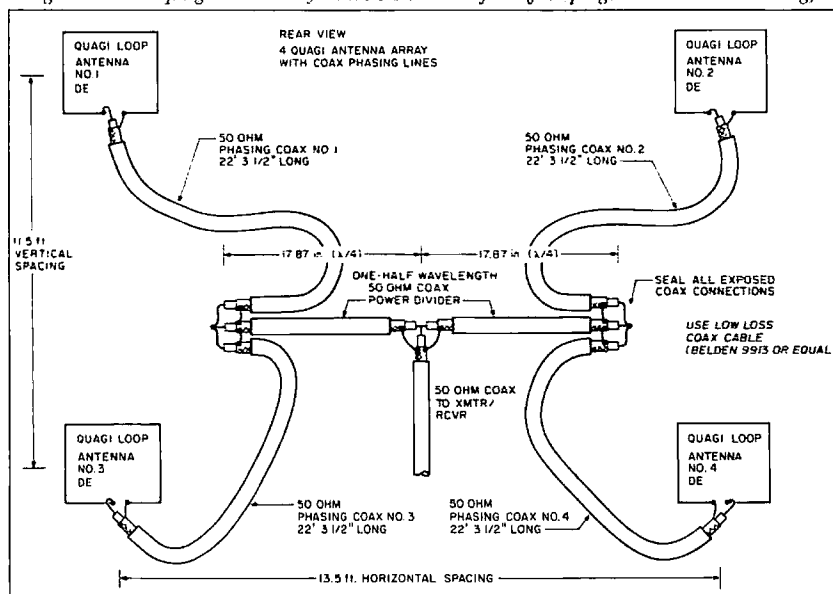 REAR VIEW
4 QUAGI ANTENNA ARRAY
WITH COAX PHASING LINES
QUAGI LOOP
ANTENNA
NO.1
DE
QUAGI LOOP
ANTENNA
NO.2
DE
50 OHM
PHASING COAX NO.1
22' 3 1/2" LONG
50 OHM
PHASING COAX NO.2
22' 3 1/2" LONG
11.5 ft
VERTICAL
SPACING
17.87 in. (λ/4)
17.87 in. (λ/4)
ONE-HALF WAVELENGTH
50 OHM COAX
POWER DIVIDER
SEAL ALL EXPOSED
COAX CONNECTIONS
USE LOW LOSS
COAX CABLE
(BELDEN 9913 OR EQUAL
50 OHM COAX
TO XMTR/
RCVR
QUAGI LOOP
ANTENNA
NO.3
DE
QUAGI LOOP
ANTENNA
NO.4
DE
50 OHM
PHASING COAX NO.3
22' 3 1/2" LONG
50 OHM
PHASING COAX NO.4
22' 3 1/2" LONG
13.5 ft. HORIZONTAL SPACING